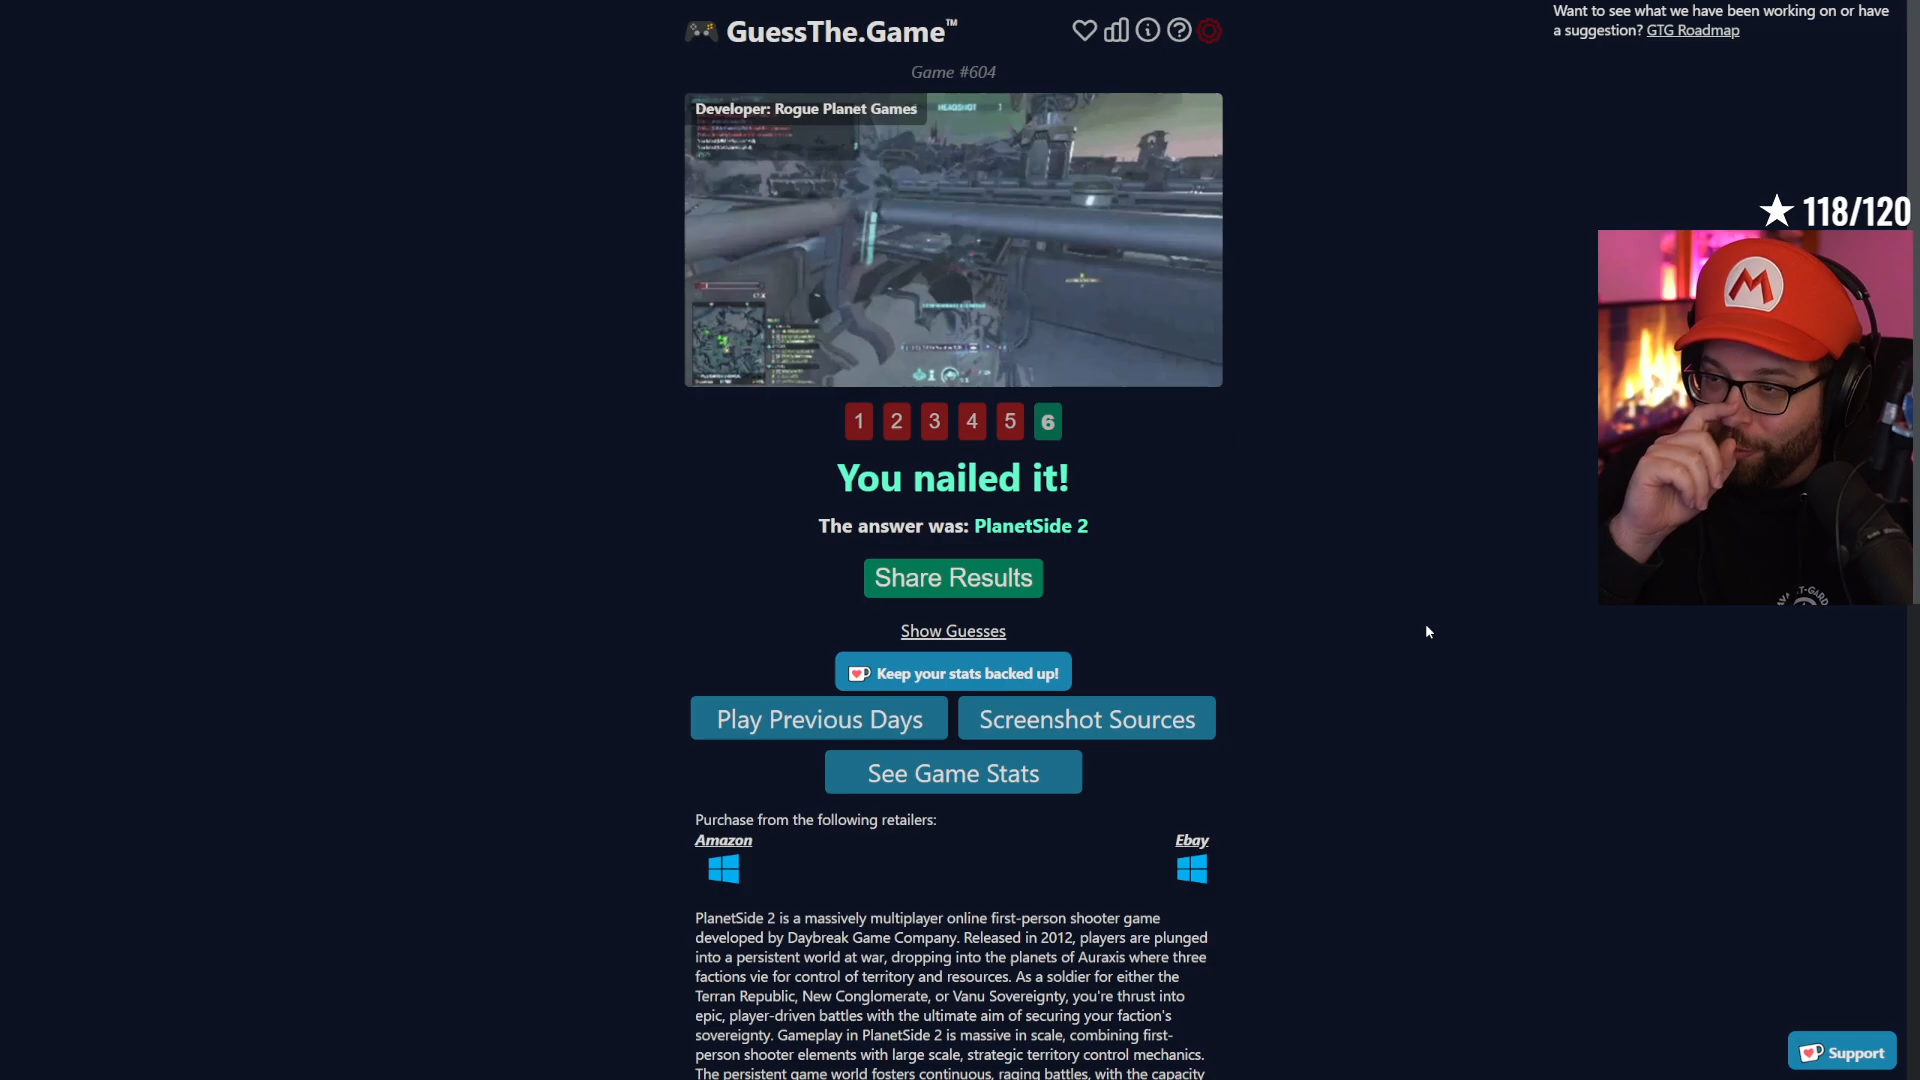 GuessThe.Game™
Want to see what we have been working on or have
a suggestion? GTG Roadmap
Game #604
Developer: Rogue Planet Games
HEADSHOT
★ 118/120
M
1 2 3 4 5 6
You nailed it!
The answer was: PlanetSide 2
Share Results
Show Guesses
Keep your stats backed up!
Play Previous Days
Screenshot Sources
See Game Stats
Purchase from the following retailers:
Amazon
Ebay
PlanetSide 2 is a massively multiplayer online first-person shooter game
developed by Daybreak Game Company. Released in 2012, players are plunged
into a persistent world at war, dropping into the planets of Auraxis where three
factions vie for control of territory and resources. As a soldier for either the
Terran Republic, New Conglomerate, or Vanu Sovereignty, you're thrust into
epic, player-driven battles with the ultimate aim of securing your faction's
sovereignty. Gameplay in PlanetSide 2 is massive in scale, combining first-
person shooter elements with large scale, strategic territory control mechanics.
The persistent game world fosters continuous, raging battles, with the capacity
Support